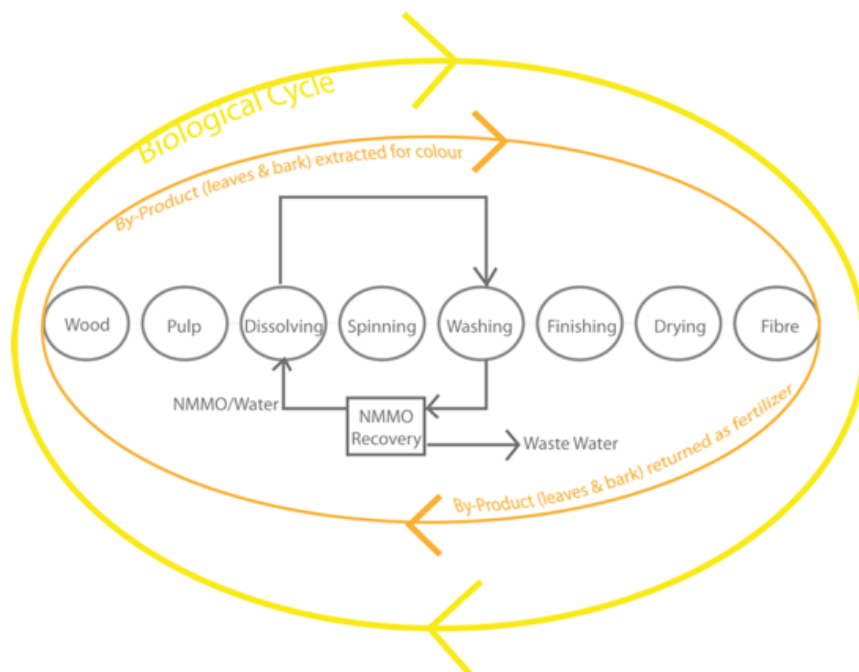 Biological Cycle
By-Product (leaves & bark) extracted for colour
Wood
Pulp
Dissolving
Spinning
Washing
Finishing
Drying
Fibre
NMMO/Water
NMMO
Recovery
Waste Water
By-Product (leaves & bark) returned as fertilizer